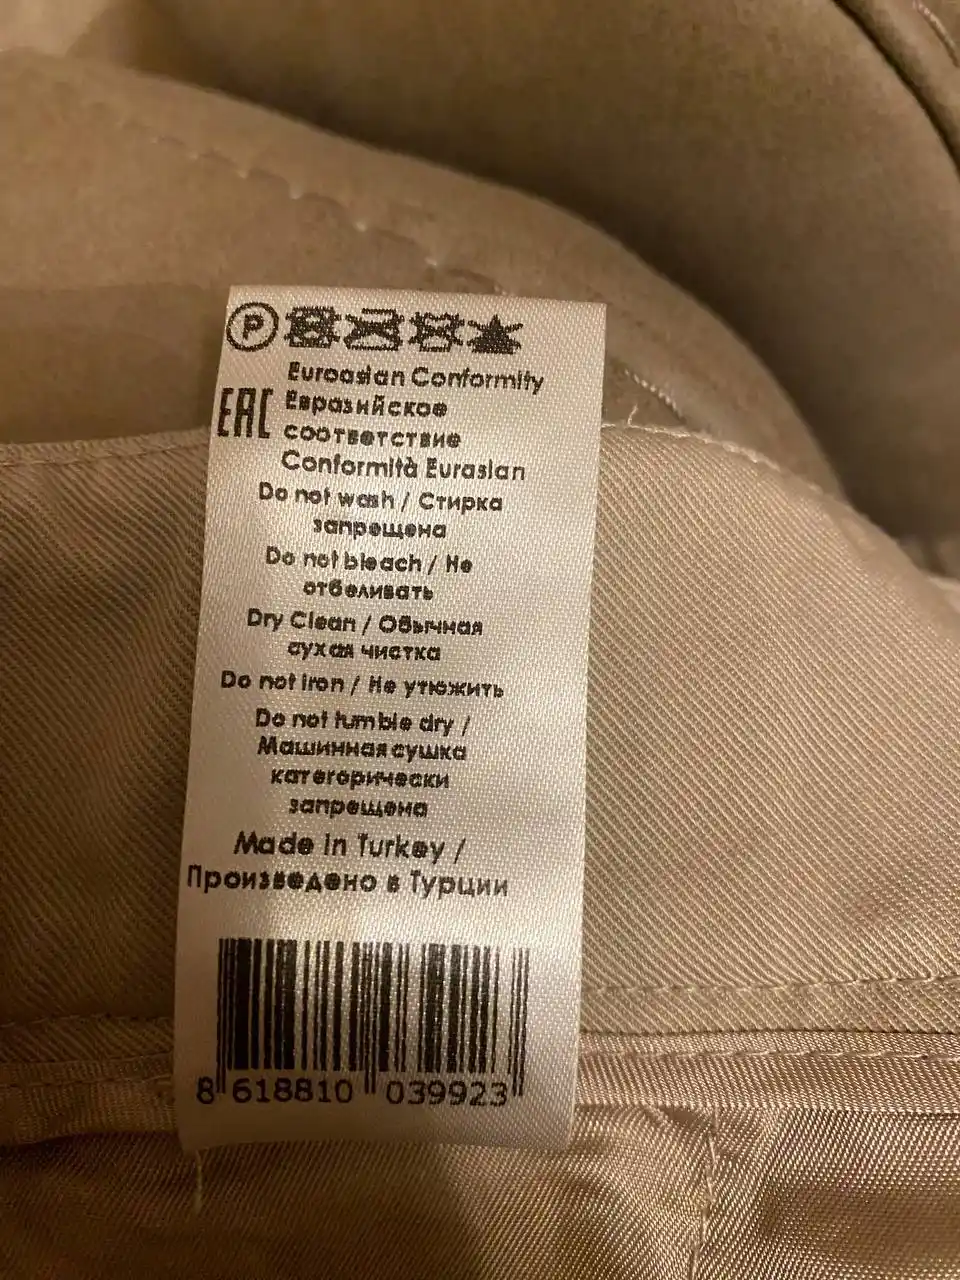 P
Euroasian Conformity
EAC
Евразийское
соответствие
Conformità Eurasian
Do not wash / Стирка
запрещена
Do not bleach / Не
отбеливать
Dry Clean / Обычная
сухая чистка
Do not iron / Не утюжить
Do not tumble dry /
Машинная сушка
категорически
запрещена
Made in Turkey /
Произведено в Турции
8 618810 039923